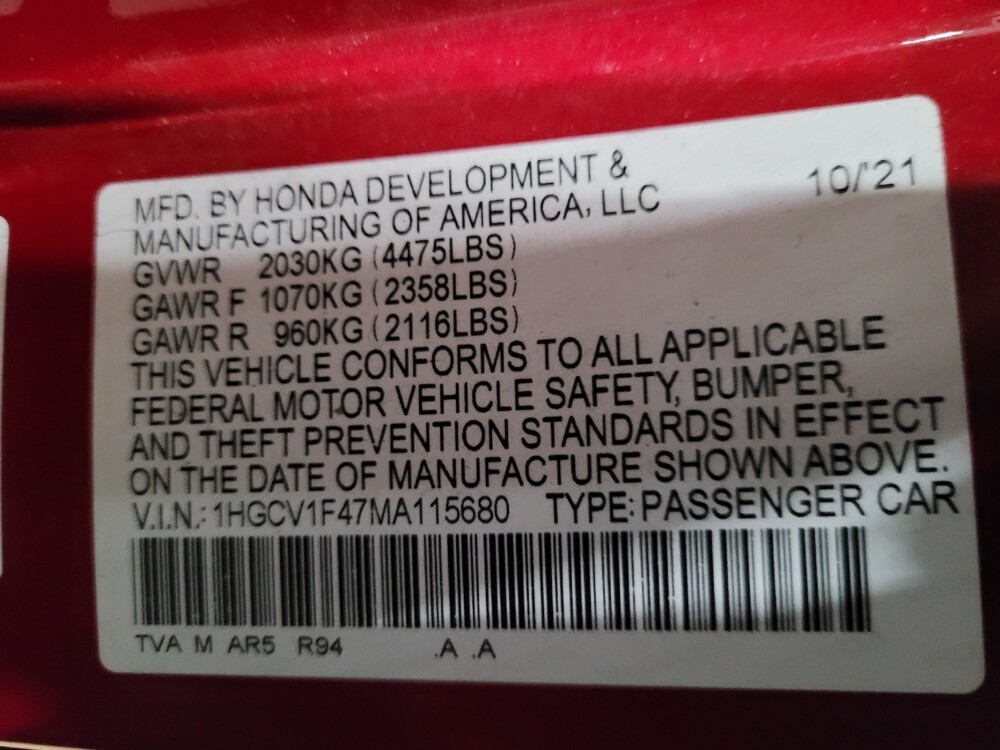 MFD. BY HONDA DEVELOPMENT & 10/'21
MANUFACTURING OF AMERICA, LLC
GVWR 2030KG (4475LBS)
GAWR F 1070KG (2358LBS)
GAWR R 960KG (2116LBS)
THIS VEHICLE CONFORMS TO ALL APPLICABLE
FEDERAL MOTOR VEHICLE SAFETY, BUMPER,
AND THEFT PREVENTION STANDARDS IN EFFECT
ON THE DATE OF MANUFACTURE SHOWN ABOVE.
V.I.N.: 1HGCV1F47MA115680 TYPE: PASSENGER CAR
TVA M AR5 R94 .A .A